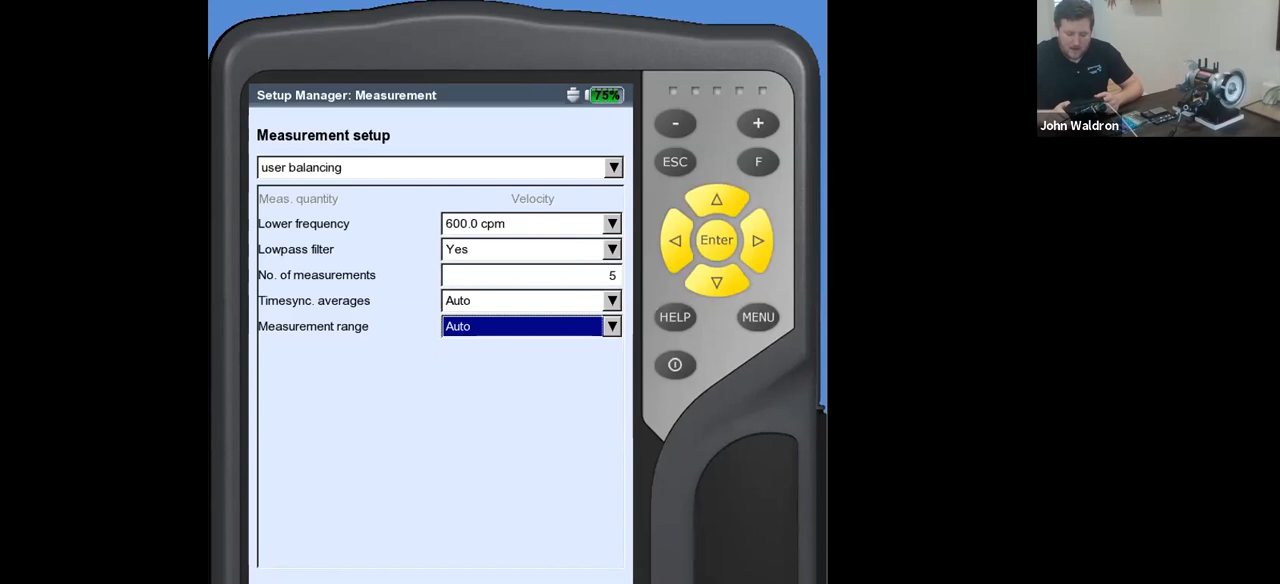 Setup Manager: Measurement 75%
Measurement setup
user balancing
Meas. quantity Velocity
Lower frequency 600.0 cpm
Lowpass filter Yes
No. of measurements 5
Timesync. averages Auto
Measurement range Auto
- +
ESC F
Enter
HELP MENU
John Waldron